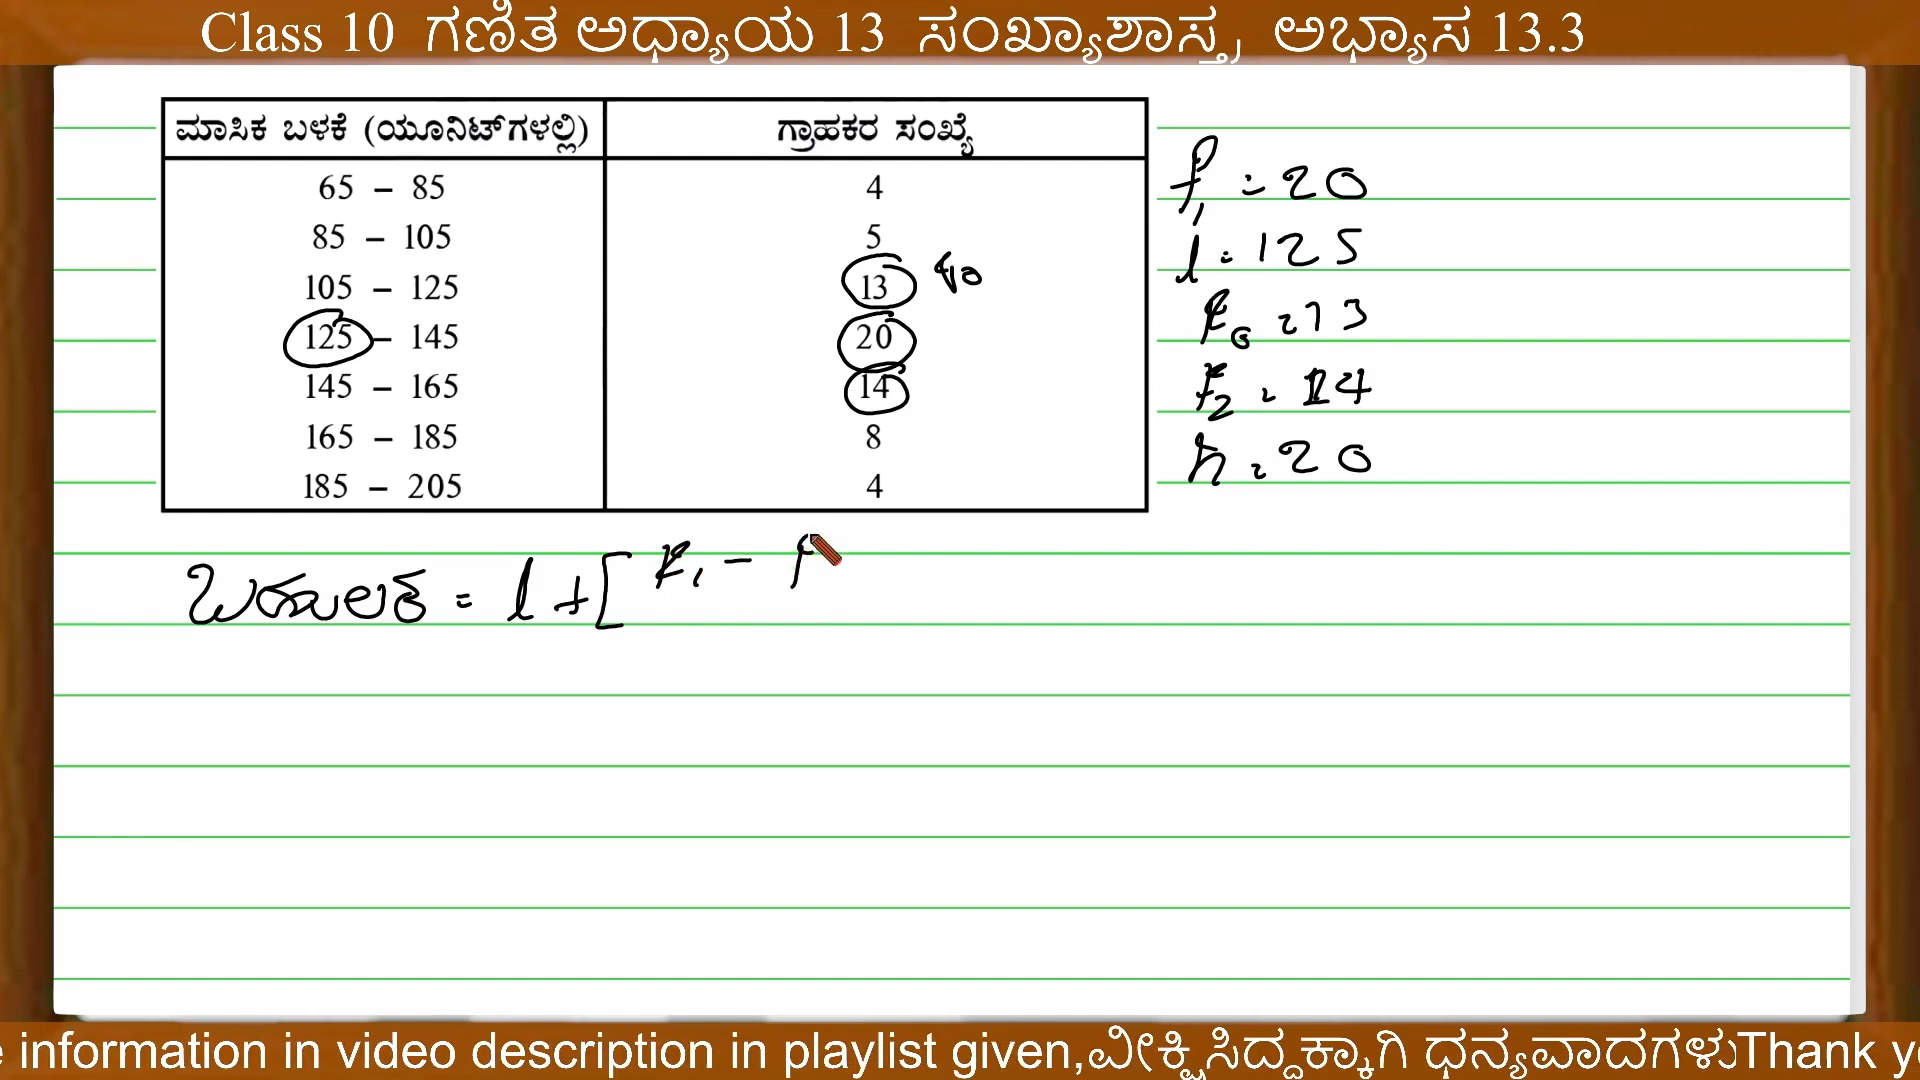 Class 10 ಗಣಿತ ಅಧ್ಯಾಯ 13 ಸಂಖ್ಯಾಶಾಸ್ತ್ರ, ಅಭ್ಯಾಸ 13.3
ಮಾಸಿಕ ಬಳಕೆ (ಯೂನಿಟ್‌ಗಳಲ್ಲಿ) ಗ್ರಾಹಕರ ಸಂಖ್ಯೆ
65 – 85 4
85 – 105 5
105 – 125 13 f0
125 – 145 20
145 – 165 14
165 – 185 8
185 – 205 4
f1 = 20
l = 125
f0 = 13
f2 = 14
h = 20
ಬಹುಲಕ = l + [ f1 - f
information in video description in playlist given,ವೀಕ್ಷಿಸಿದ್ದಕ್ಕಾಗಿ ಧನ್ಯವಾದಗಳುThank